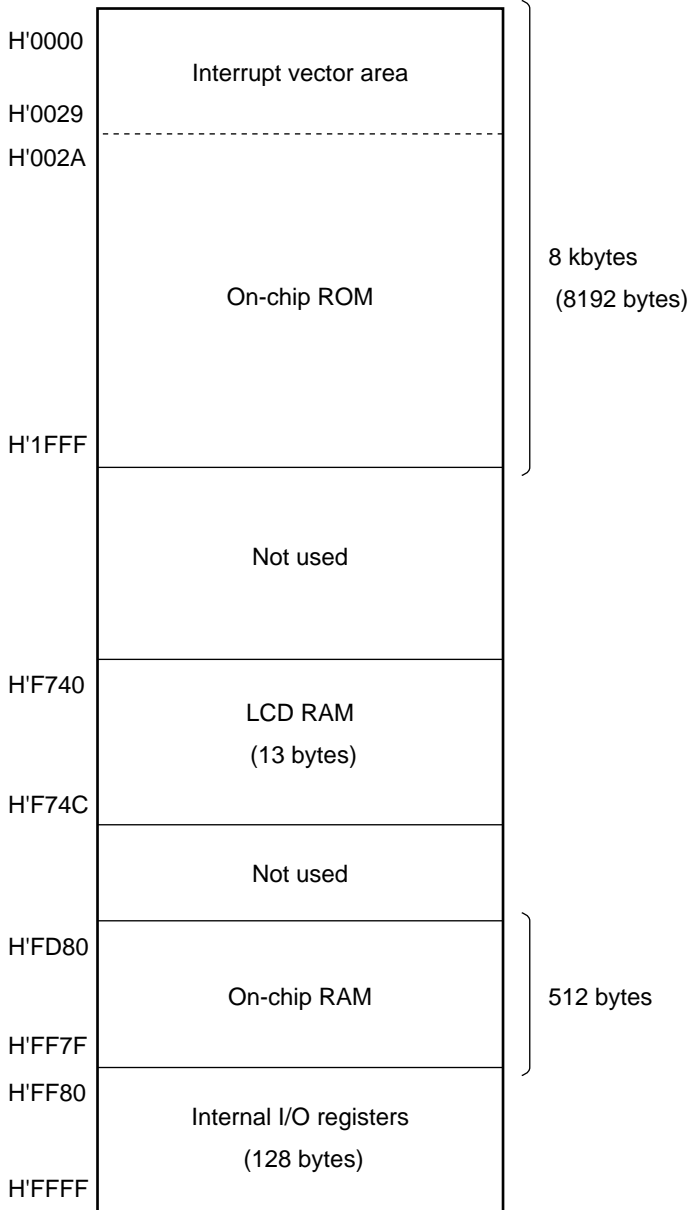 H'0000
Interrupt vector area
H'0029
H'002A
8 kbytes
(8192 bytes)
On-chip ROM
H'1FFF
Not used
H'F740
LCD RAM
(13 bytes)
H'F74C
Not used
H'FD80
On-chip RAM
512 bytes
H'FF7F
H'FF80
Internal I/O registers
(128 bytes)
H'FFFF